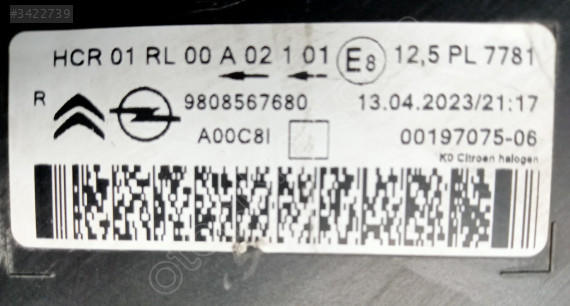 #3422739
HCR 01 RL 00 A 02 1 01 E8 12,5 PL 7781
R 9808567680 13.04.2023/21:17
A00C8I 00197075-06
K0 Citroen halogen